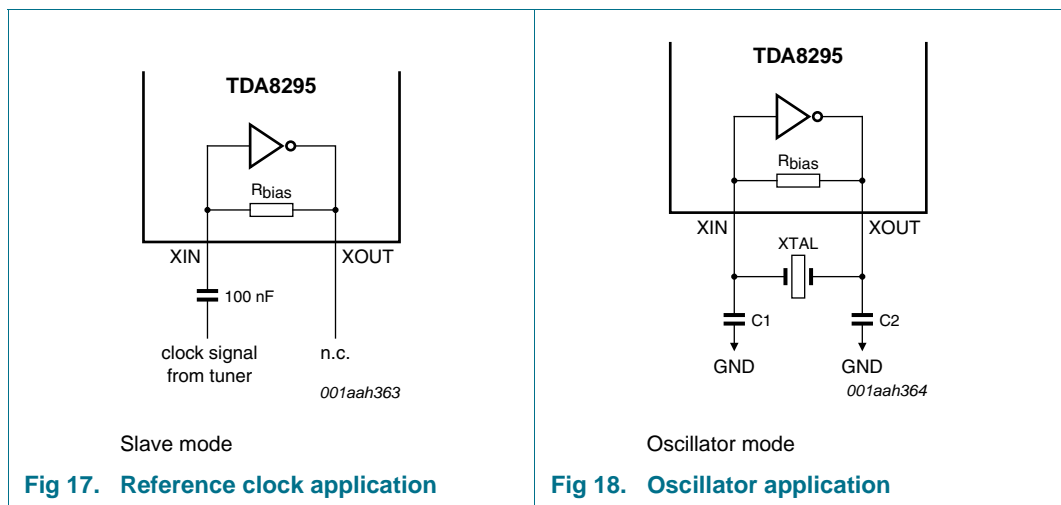 TDA8295
Rbias
XIN
XOUT
100 nF
clock signal
from tuner
n.c.
001aah363
Slave mode
Fig 17. Reference clock application
TDA8295
Rbias
XIN
XOUT
XTAL
C1
C2
GND
GND
001aah364
Oscillator mode
Fig 18. Oscillator application